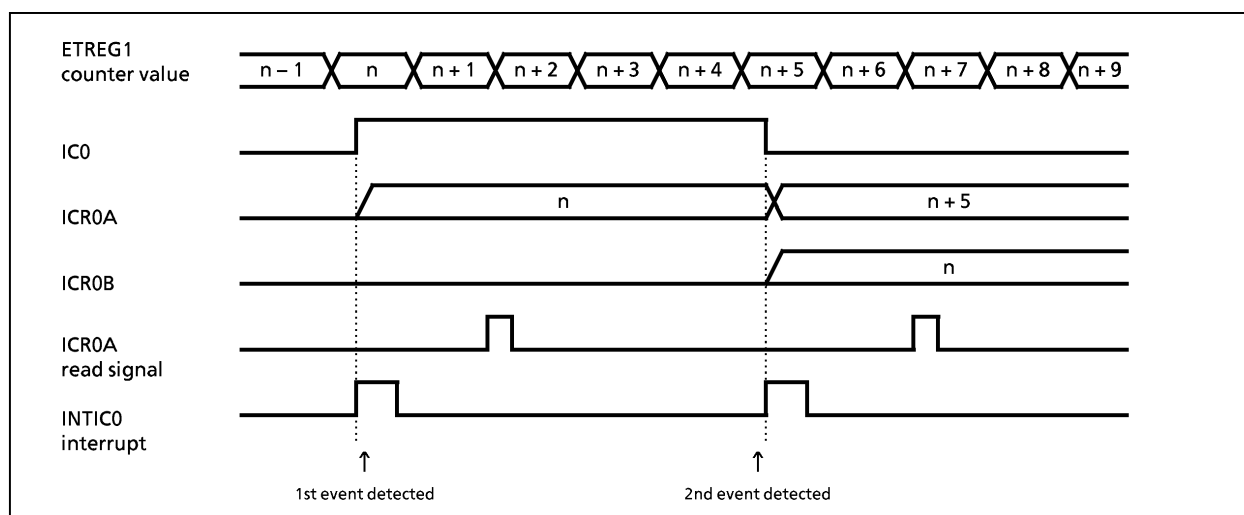 ETREG1
counter value
n – 1 n n + 1 n + 2 n + 3 n + 4 n + 5 n + 6 n + 7 n + 8 n + 9
IC0
ICR0A
n n + 5
ICR0B
n
ICR0A
read signal
INTIC0
interrupt
1st event detected 2nd event detected